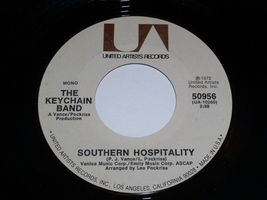 UA
UNITED ARTISTS RECORDS
MONO
THE
KEYCHAIN
BAND
A Vance/Pockriss
Production
℗ 1972
United Artists
Records, Inc.
50956
(UA-10260)
2:38
SOUTHERN HOSPITALITY
(P. J. Vance/L. Pockriss)
Vanlee Music Corp./Emily Music Corp. ASCAP
Arranged by Lee Pockriss
UNITED ARTISTS RECORDS, INC. LOS ANGELES, CALIFORNIA 90028 • MADE IN U.S.A.